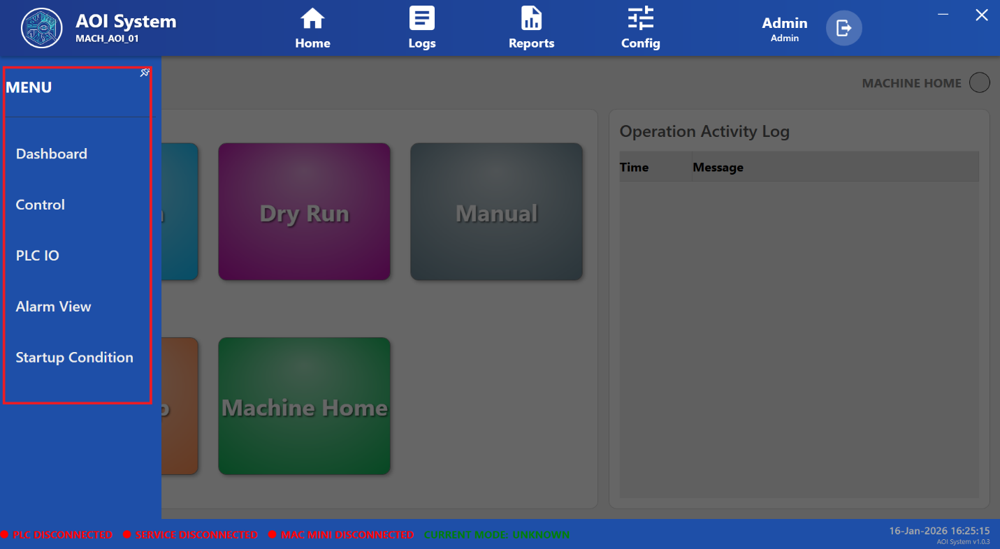 AOI System
MACH_AOI_01
Home
Logs
Reports
Config
Admin
Admin
MENU
Dashboard
Control
PLC IO
Alarm View
Startup Condition
MACHINE HOME
Dry Run
Manual
Machine Home
Operation Activity Log
Time Message
PLC DISCONNECTED SERVICE DISCONNECTED MAC MINI DISCONNECTED CURRENT MODE: UNKNOWN
16-Jan-2026 16:25:15
AOI System v1.0.3